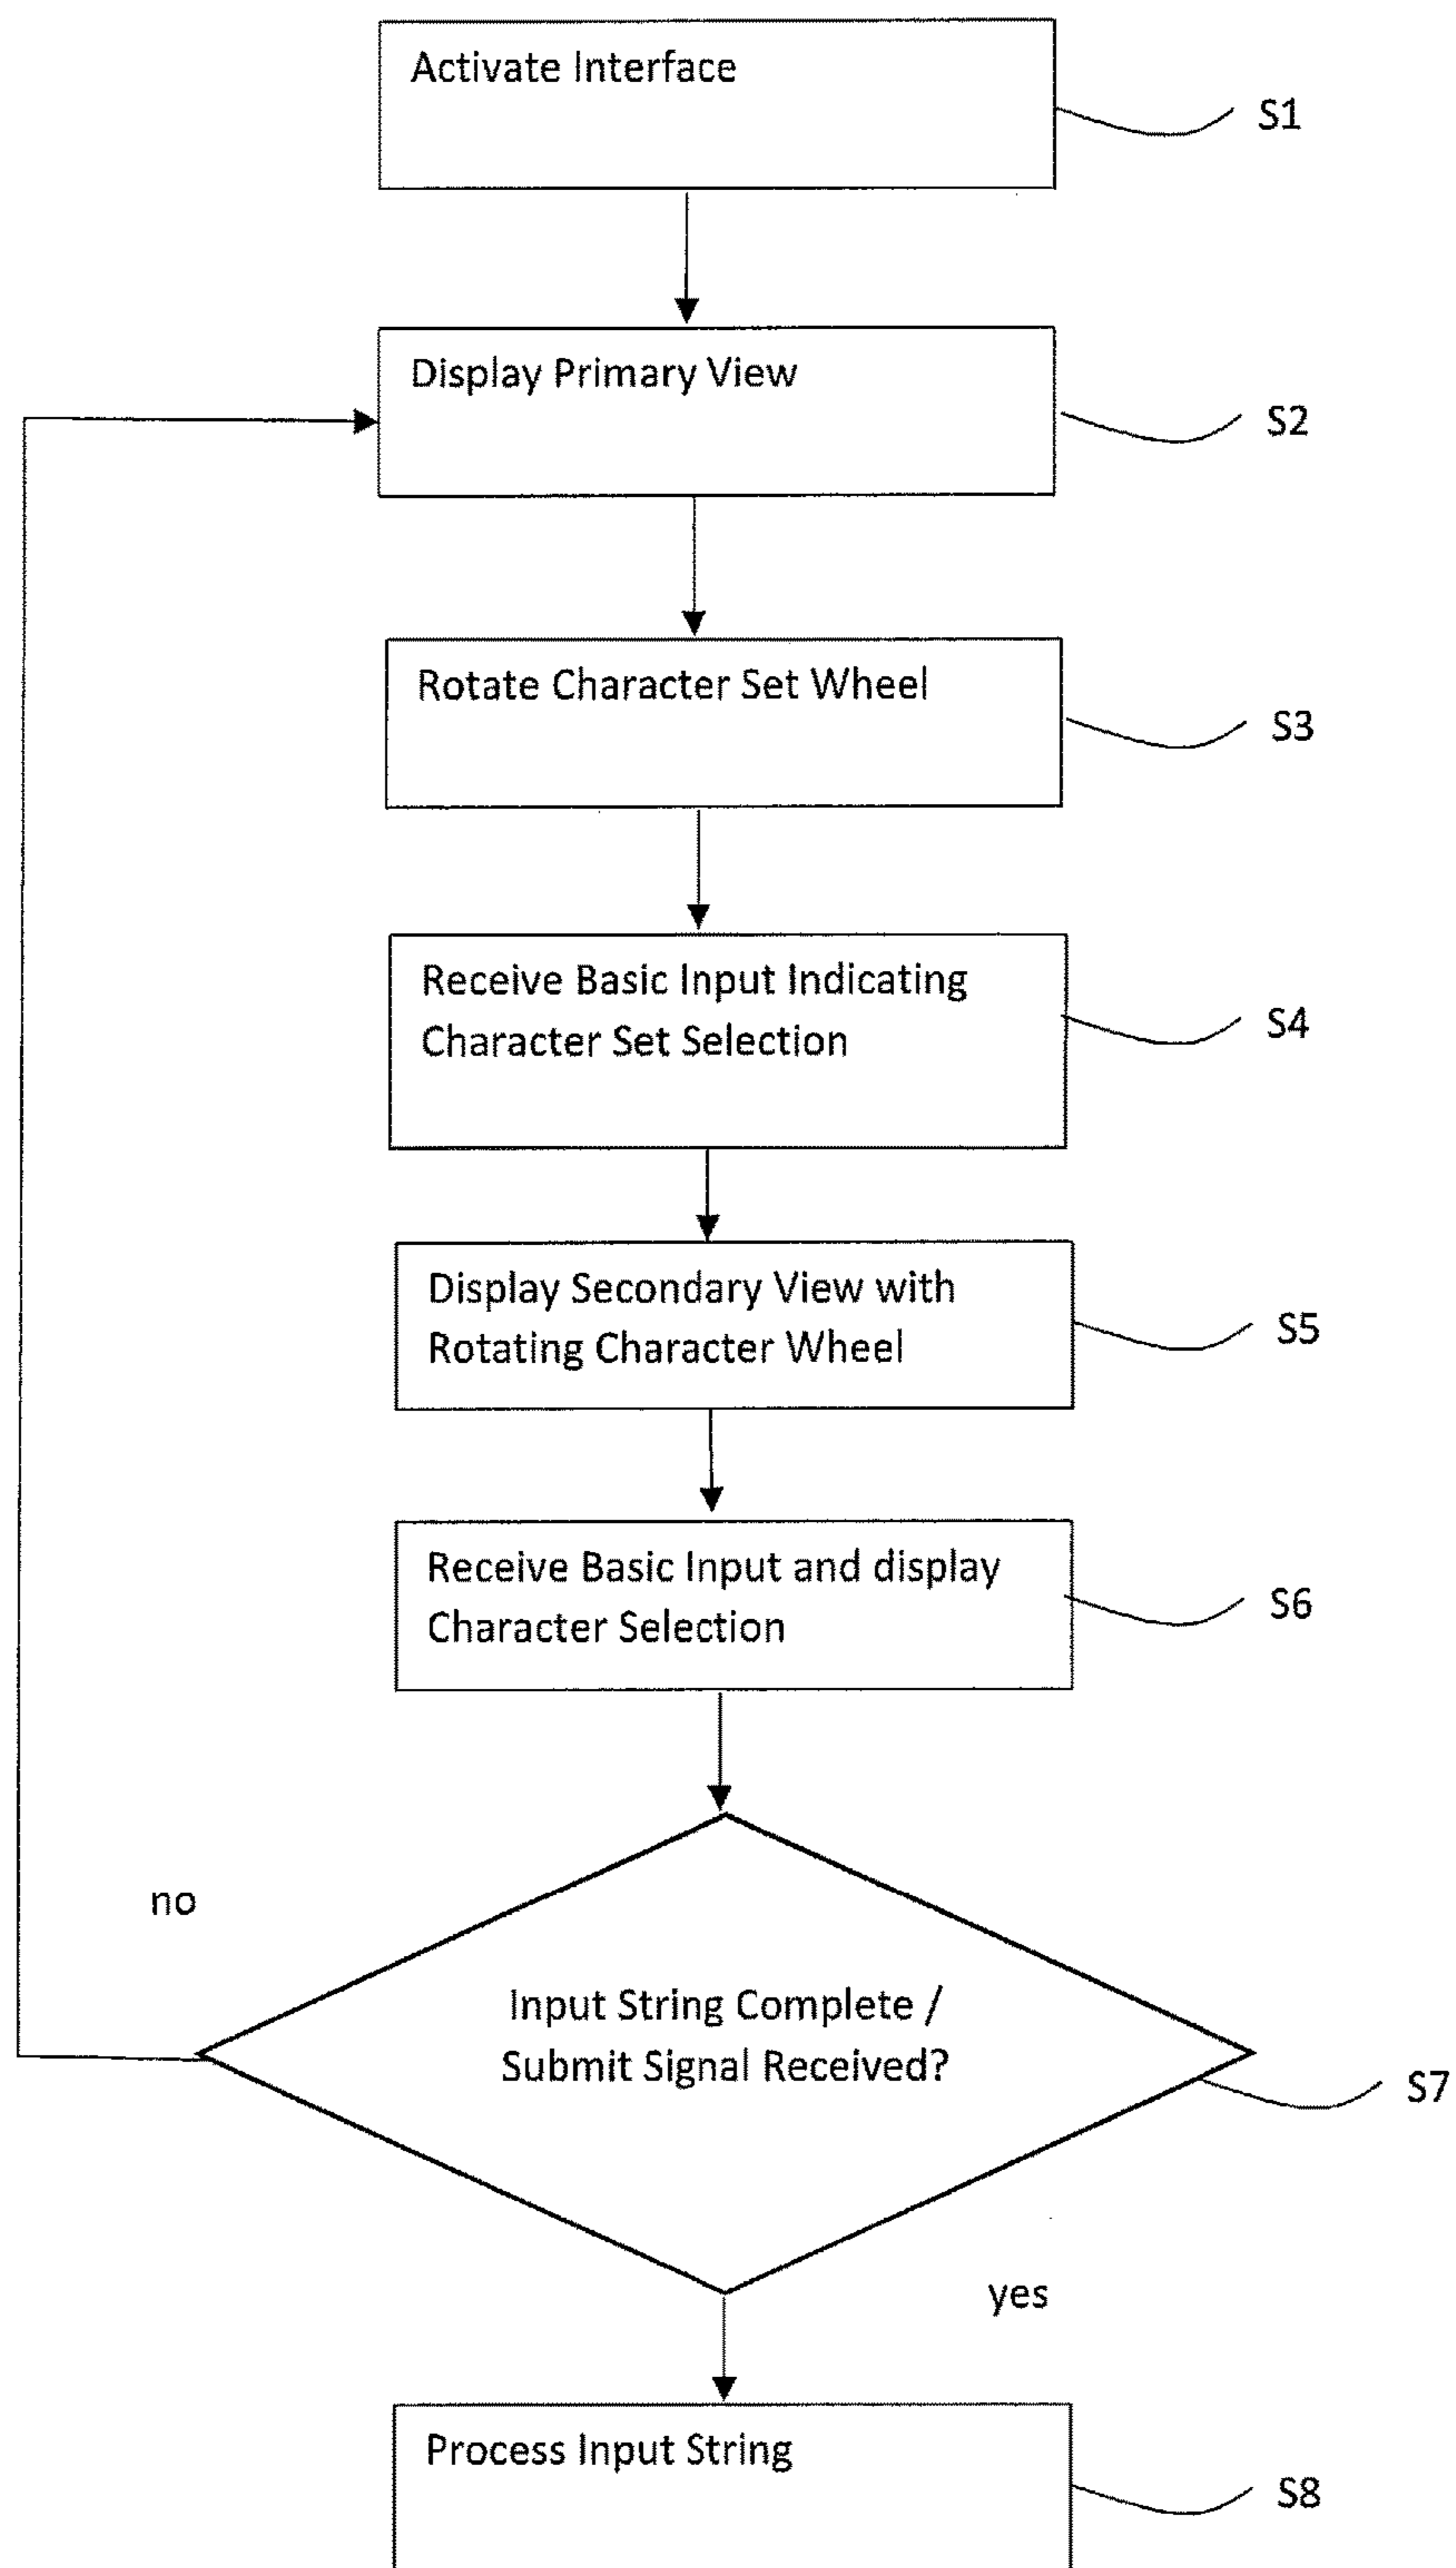 Activate Interface
S1
Display Primary View
S2
Rotate Character Set Wheel
S3
Receive Basic Input Indicating
Character Set Selection
S4
Display Secondary View with
Rotating Character Wheel
S5
Receive Basic Input and display
Character Selection
S6
no
Input String Complete /
Submit Signal Received?
S7
yes
Process Input String
S8